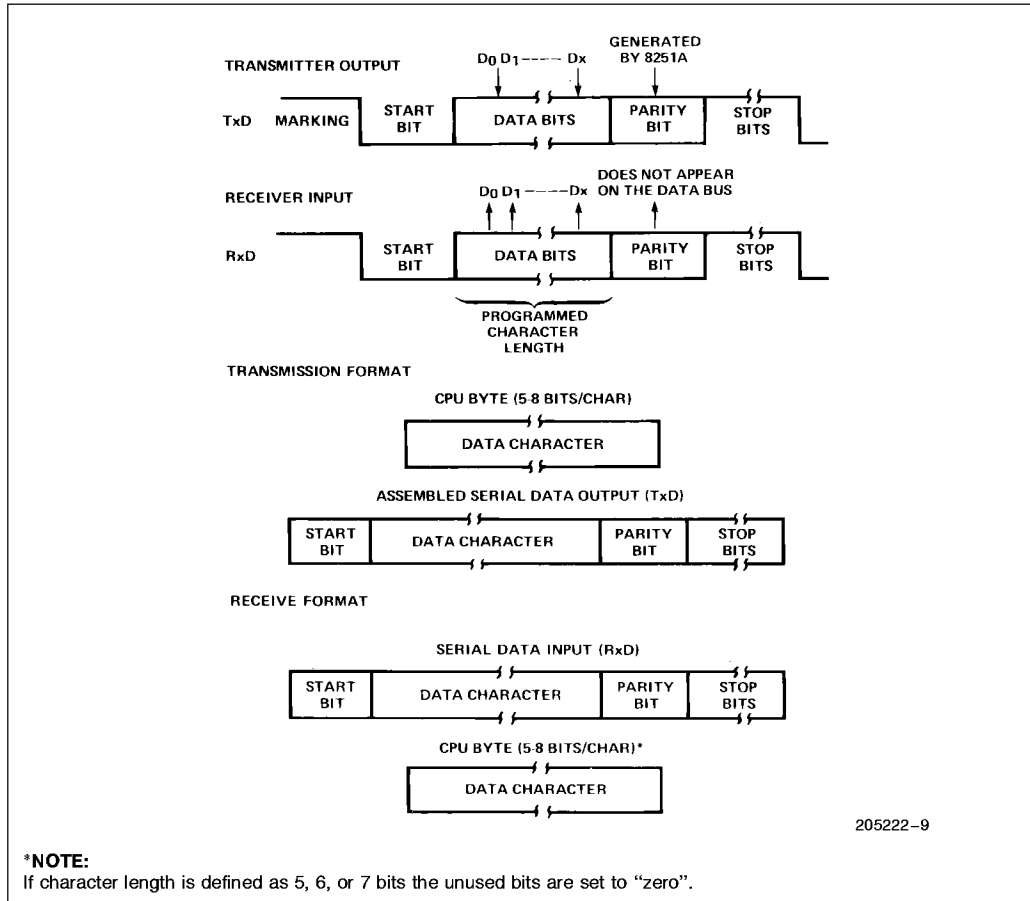 GENERATED
BY 8251A
TRANSMITTER OUTPUT
D0 D1 ----- Dx
TxD MARKING
START
BIT
DATA BITS
PARITY
BIT
STOP
BITS
DOES NOT APPEAR
ON THE DATA BUS
RECEIVER INPUT
D0 D1 -----Dx
RxD
START
BIT
DATA BITS
PARITY
BIT
STOP
BITS
PROGRAMMED
CHARACTER
LENGTH
TRANSMISSION FORMAT
CPU BYTE (5-8 BITS/CHAR)
DATA CHARACTER
ASSEMBLED SERIAL DATA OUTPUT (TxD)
START
BIT
DATA CHARACTER
PARITY
BIT
STOP
BITS
RECEIVE FORMAT
SERIAL DATA INPUT (RxD)
START
BIT
DATA CHARACTER
PARITY
BIT
STOP
BITS
CPU BYTE (5-8 BITS/CHAR)*
DATA CHARACTER
205222-9
*NOTE:
If character length is defined as 5, 6, or 7 bits the unused bits are set to “zero”.